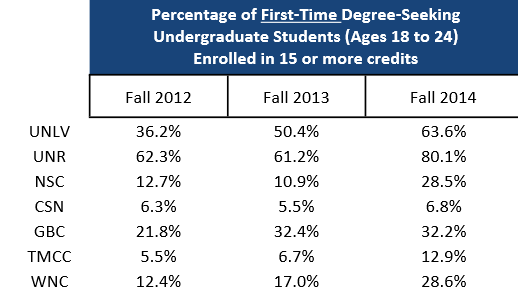 Percentage of First-Time Degree-Seeking
Undergraduate Students (Ages 18 to 24)
Enrolled in 15 or more credits
Fall 2012 Fall 2013 Fall 2014
UNLV 36.2% 50.4% 63.6%
UNR 62.3% 61.2% 80.1%
NSC 12.7% 10.9% 28.5%
CSN 6.3% 5.5% 6.8%
GBC 21.8% 32.4% 32.2%
TMCC 5.5% 6.7% 12.9%
WNC 12.4% 17.0% 28.6%